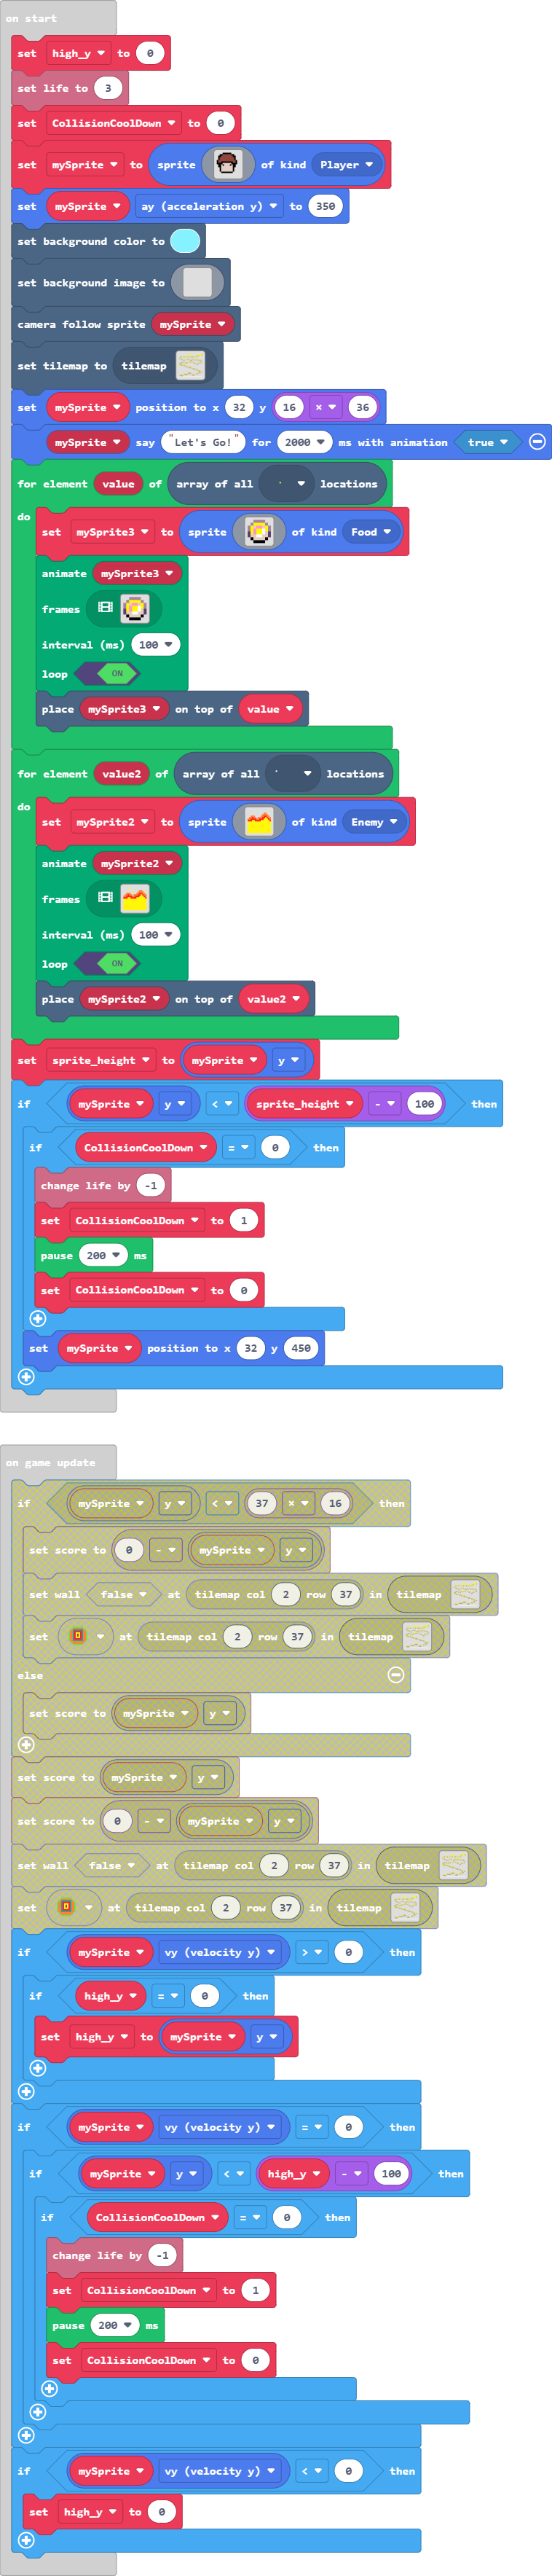 on start
set high_y to 0
set life to 3
set CollisionCoolDown to 0
set mySprite to sprite of kind Player
set mySprite ay (acceleration y) to 350
set background color to
set background image to
camera follow sprite mySprite
set tilemap to tilemap
set mySprite position to x 32 y 16 × 36
mySprite say "Let's Go!" for 2000 ms with animation true
for element value of array of all locations
do
set mySprite3 to sprite of kind Food
animate mySprite3
frames
interval (ms) 100
loop ON
place mySprite3 on top of value
for element value2 of array of all locations
do
set mySprite2 to sprite of kind Enemy
animate mySprite2
frames
interval (ms) 100
loop ON
place mySprite2 on top of value2
set sprite_height to mySprite y
if mySprite y < sprite_height - 100 then
if CollisionCoolDown = 0 then
change life by -1
set CollisionCoolDown to 1
pause 200 ms
set CollisionCoolDown to 0
set mySprite position to x 32 y 450
on game update
if mySprite y < 37 × 16 then
set score to 0 - mySprite y
set wall false at tilemap col 2 row 37 in tilemap
set at tilemap col 2 row 37 in tilemap
else
set score to mySprite y
set score to mySprite y
set score to 0 - mySprite y
set wall false at tilemap col 2 row 37 in tilemap
set at tilemap col 2 row 37 in tilemap
if mySprite vy (velocity y) > 0 then
if high_y = 0 then
set high_y to mySprite y
if mySprite vy (velocity y) = 0 then
if mySprite y < high_y - 100 then
if CollisionCoolDown = 0 then
change life by -1
set CollisionCoolDown to 1
pause 200 ms
set CollisionCoolDown to 0
if mySprite vy (velocity y) < 0 then
set high_y to 0